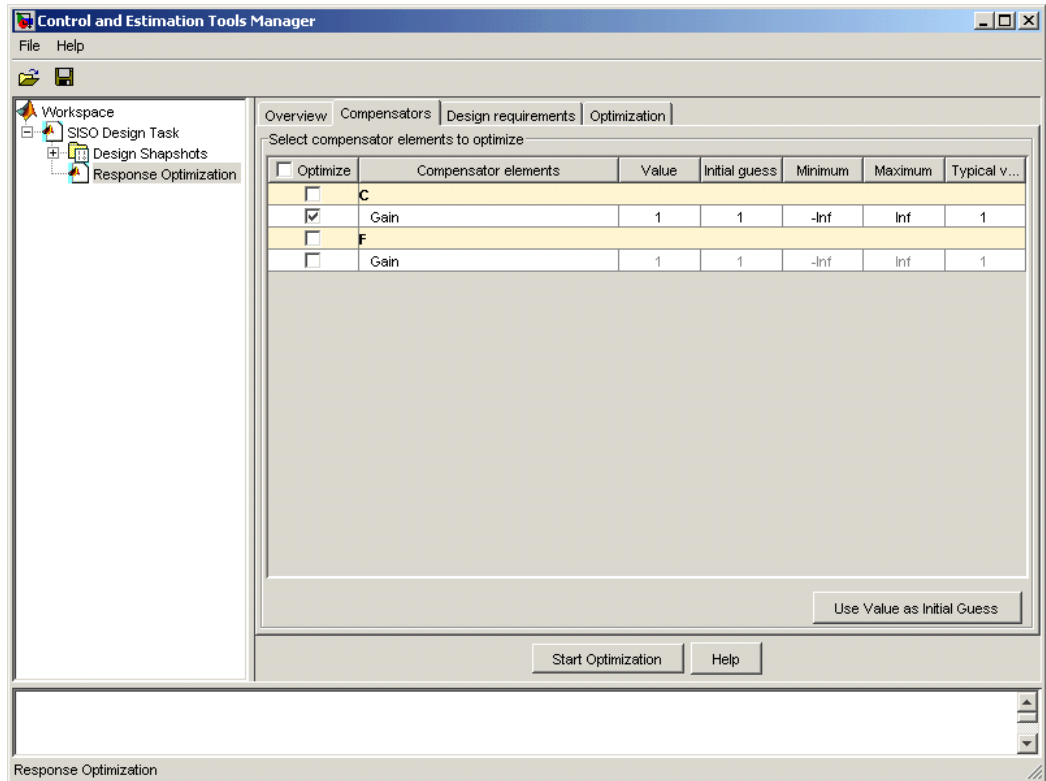 Control and Estimation Tools Manager
File Help
Workspace
SISO Design Task
Design Shapshots
Response Optimization
Overview Compensators Design requirements Optimization
Select compensator elements to optimize
Optimize Compensator elements Value Initial guess Minimum Maximum Typical v...
C
Gain 1 1 -Inf Inf 1
F
Gain 1 1 -Inf Inf 1
Use Value as Initial Guess
Start Optimization Help
Response Optimization